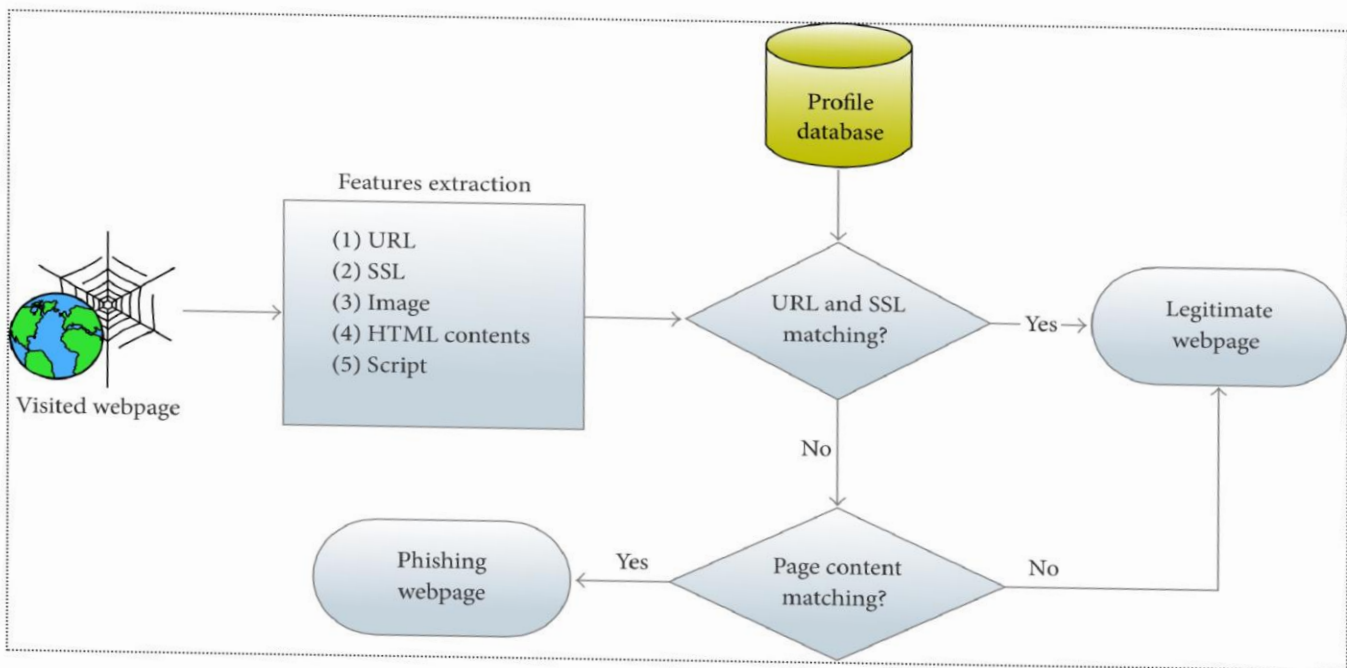 Profile
database
Features extraction
(1) URL
(2) SSL
(3) Image
(4) HTML contents
(5) Script
Visited webpage
URL and SSL
matching?
Yes
Legitimate
webpage
No
Page content
matching?
Yes
Phishing
webpage
No